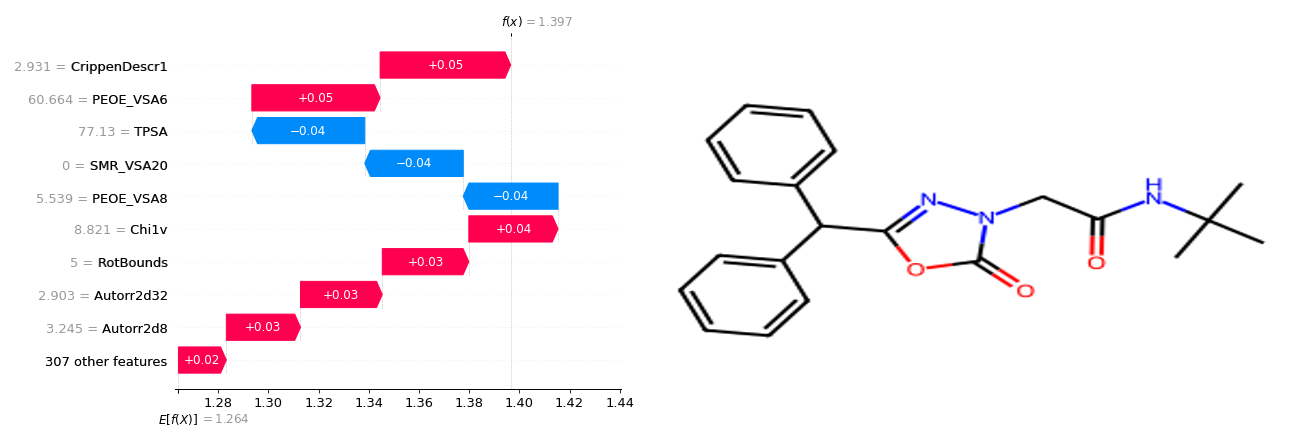 f(x) = 1.397
2.931 = CrippenDescr1
+0.05
60.664 = PEOE_VSA6
+0.05
77.13 = TPSA
−0.04
0 = SMR_VSA20
−0.04
5.539 = PEOE_VSA8
−0.04
8.821 = Chi1v
+0.04
5 = RotBounds
+0.03
2.903 = Autorr2d32
+0.03
3.245 = Autorr2d8
+0.03
307 other features
+0.02
1.28 1.30 1.32 1.34 1.36 1.38 1.40 1.42 1.44
E[f(X)] = 1.264
H
N
N
N
O
O
O